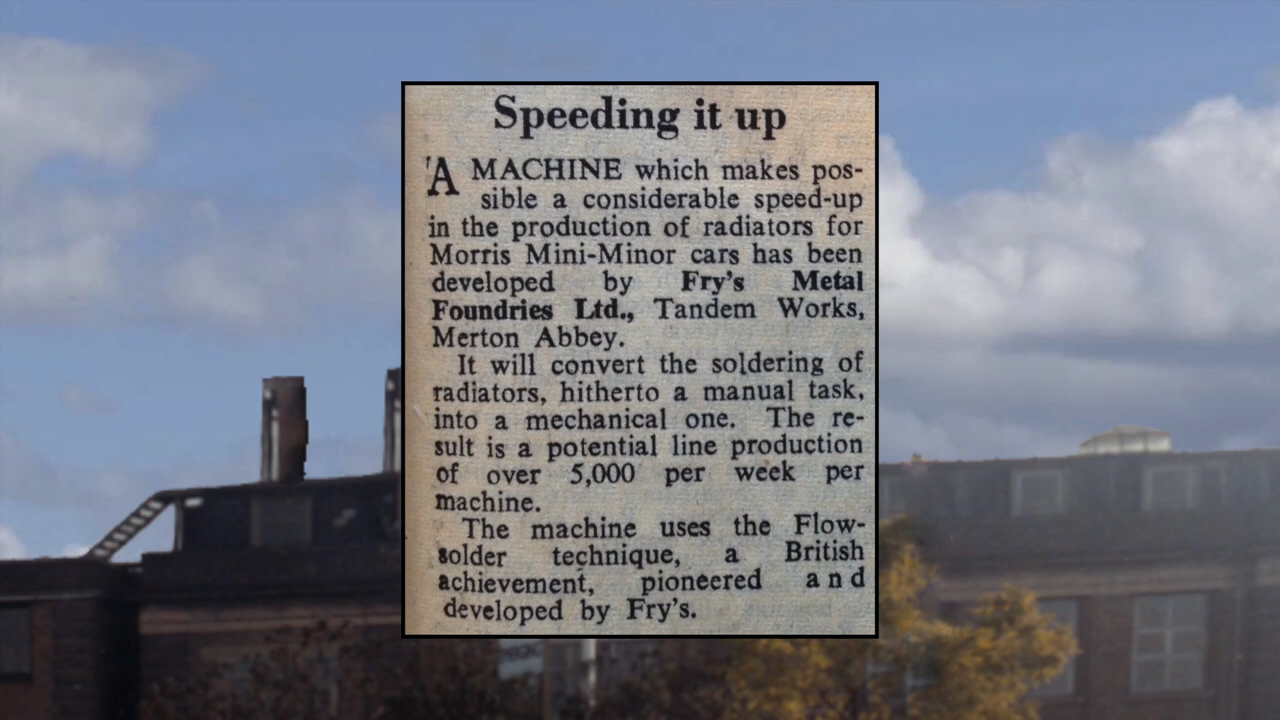 Speeding it up
'A MACHINE which makes pos-
sible a considerable speed-up
in the production of radiators for
Morris Mini-Minor cars has been
developed by Fry's Metal
Foundries Ltd., Tandem Works,
Merton Abbey.
It will convert the soldering of
radiators, hitherto a manual task,
into a mechanical one. The re-
sult is a potential line production
of over 5,000 per week per
machine.
The machine uses the Flow-
solder technique, a British
achievement, pioneered and
developed by Fry's.